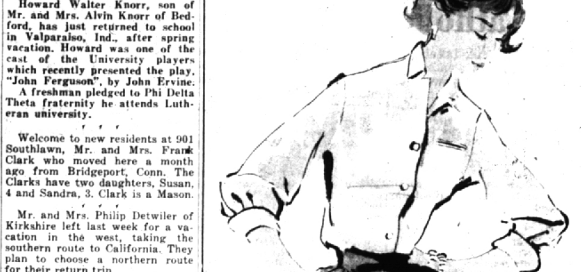 Howard Walter Knorr, son of
Mr. and Mrs. Alvin Knorr of Bed-
ford, has just returned to school
in Valparaiso, Ind., after spring
vacation. Howard was one of the
cast of the University players
which recently presented the play,
"John Ferguson", by John Ervine.
A freshman pledged to Phi Delta
Theta fraternity he attends Luth-
eran university.
Welcome to new residents at 901
Southlawn, Mr. and Mrs. Frank
Clark who moved here a month
ago from Bridgeport, Conn. The
Clarks have two daughters, Susan,
4 and Sandra, 3. Clark is a Mason.
Mr. and Mrs. Philip Detwiler of
Kirkshire left last week for a va-
cation in the west, taking the
southern route to California. They
plan to choose a northern route
for their return trip